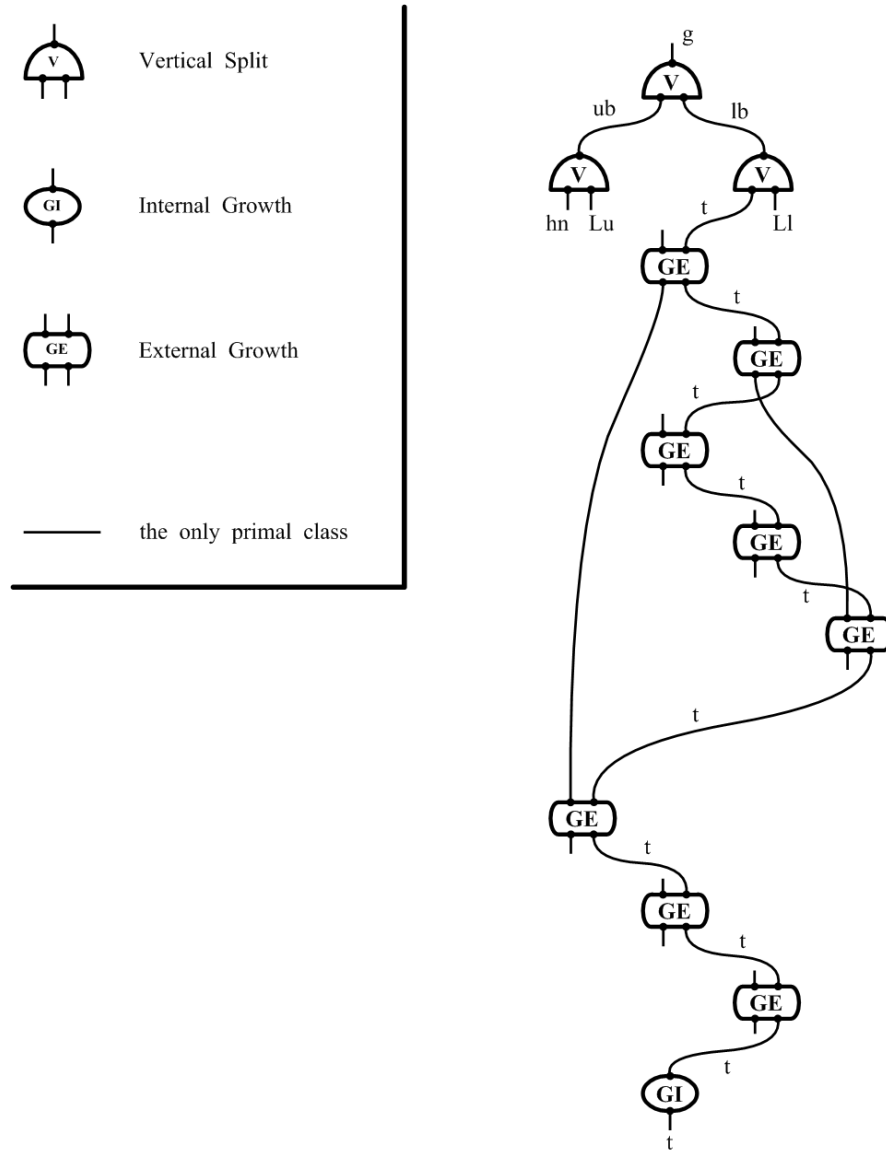 V
Vertical Split
GI
Internal Growth
GE
External Growth
the only primal class
g
V
ub
lb
V
V
hn
Lu
t
Ll
GE
t
GE
t
GE
t
GE
t
GE
t
GE
t
GE
t
GE
t
GI
t